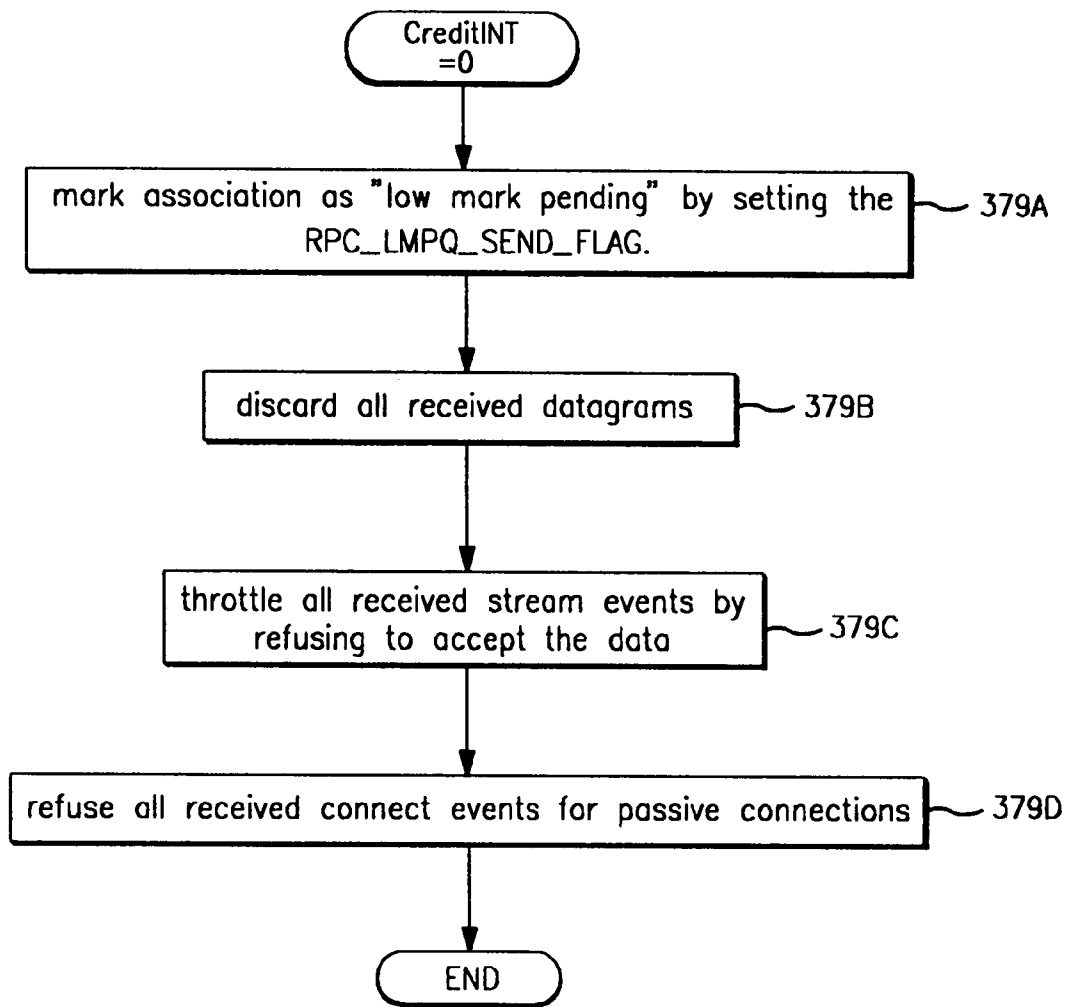 CreditINT
=0
mark association as "low mark pending" by setting the
RPC_LMPQ_SEND_FLAG.
379A
discard all received datagrams
379B
throttle all received stream events by
refusing to accept the data
379C
refuse all received connect events for passive connections
379D
END